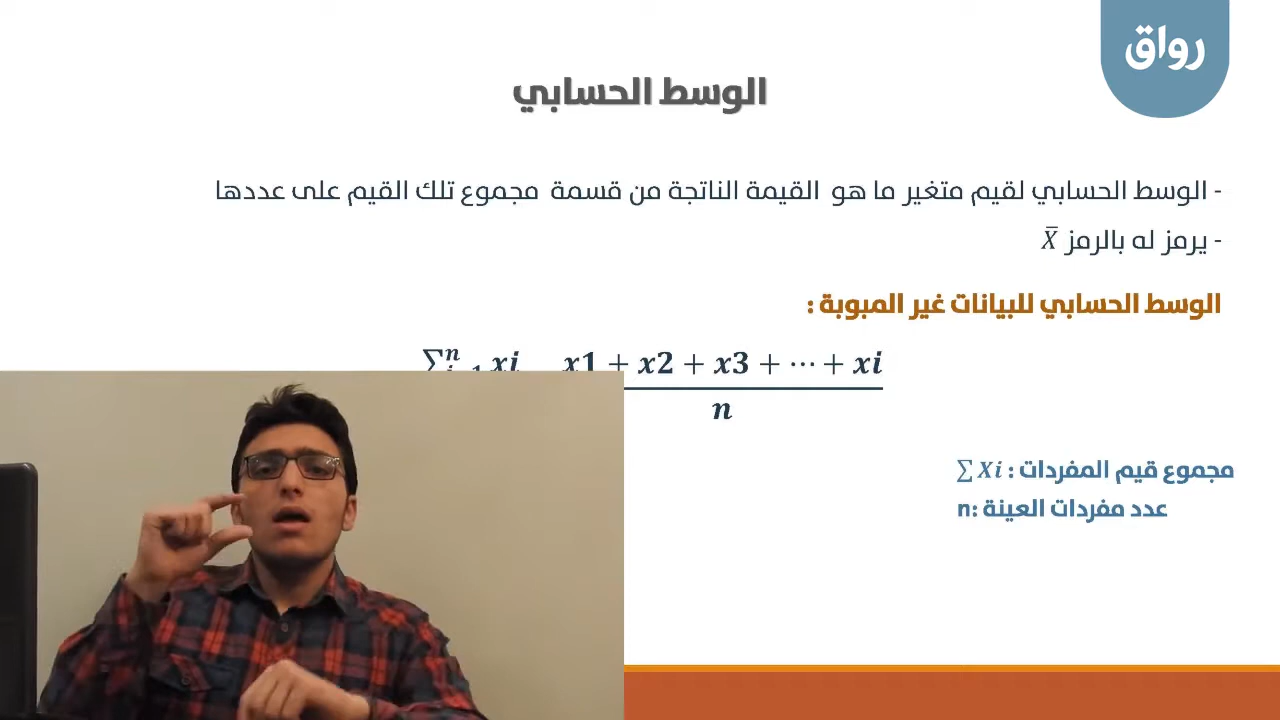 رواق
الوسط الحسابي
- الوسط الحسابي لقيم متغير ما هو القيمة الناتجة من قسمة مجموع تلك القيم على عددها
- يرمز له بالرمز X̄
الوسط الحسابي للبيانات غير المبوبة :
xi x1 + x2 + x3 + ⋯ + xi
n
مجموع قيم المفردات : ∑ Xi
عدد مفردات العينة :n